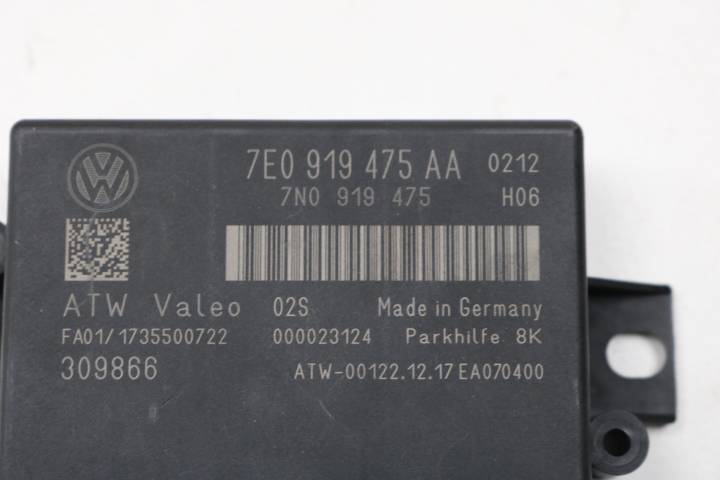 7E0 919 475 AA 0212
7N0 919 475 H06
ATW Valeo 02S Made in Germany
FA01/1735500722 000023124 Parkhilfe 8K
309866 ATW-00122.12.17 EA070400